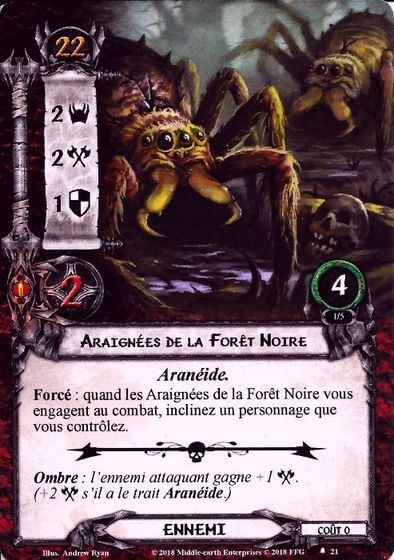 22
2
2
1
2
4
1/5
Araignées de la Forêt Noire
Aranéide.
Forcé : quand les Araignées de la Forêt Noire vous
engagent au combat, inclinez un personnage que
vous contrôlez.
Ombre : l'ennemi attaquant gagne +1
(+2 s'il a le trait Aranéide.)
ENNEMI
COÛT 0
Illus. Andrew Ryan
© 2018 Middle-earth Enterprises © 2018 FFG
21